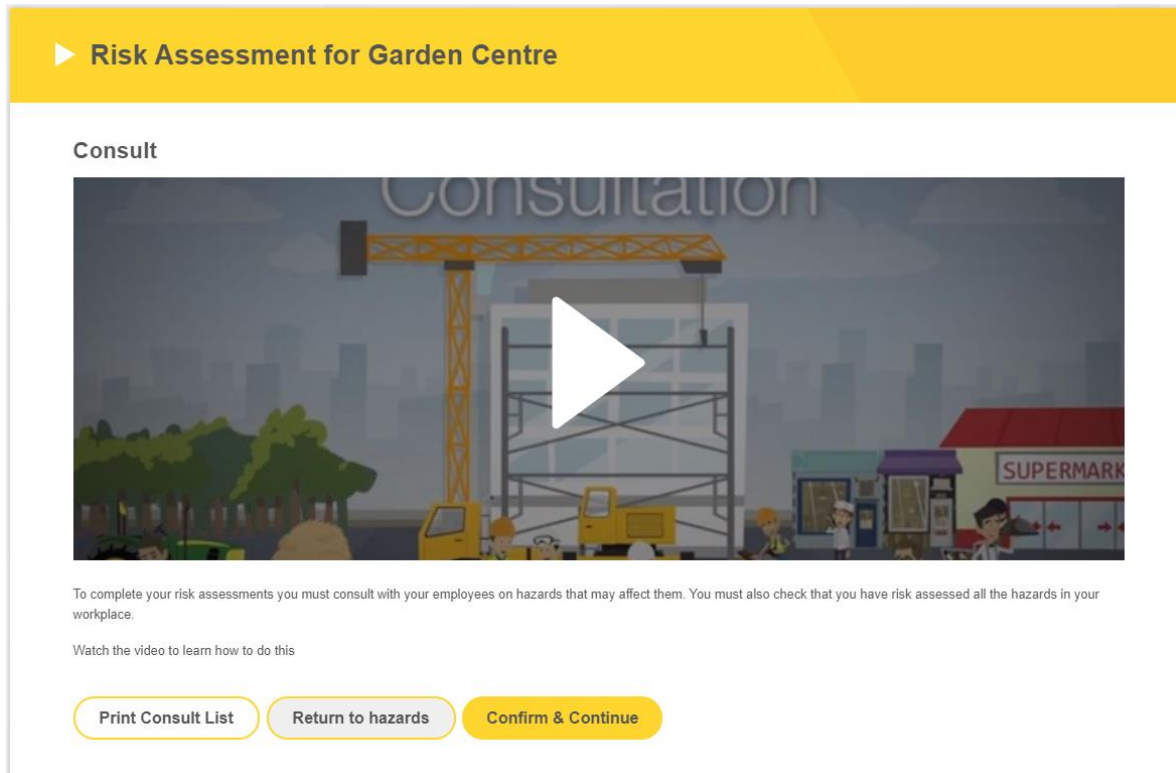 Risk Assessment for Garden Centre
Consult
Consultation
SUPERMARK
To complete your risk assessments you must consult with your employees on hazards that may affect them. You must also check that you have risk assessed all the hazards in your
workplace.
Watch the video to learn how to do this
Print Consult List
Return to hazards
Confirm & Continue